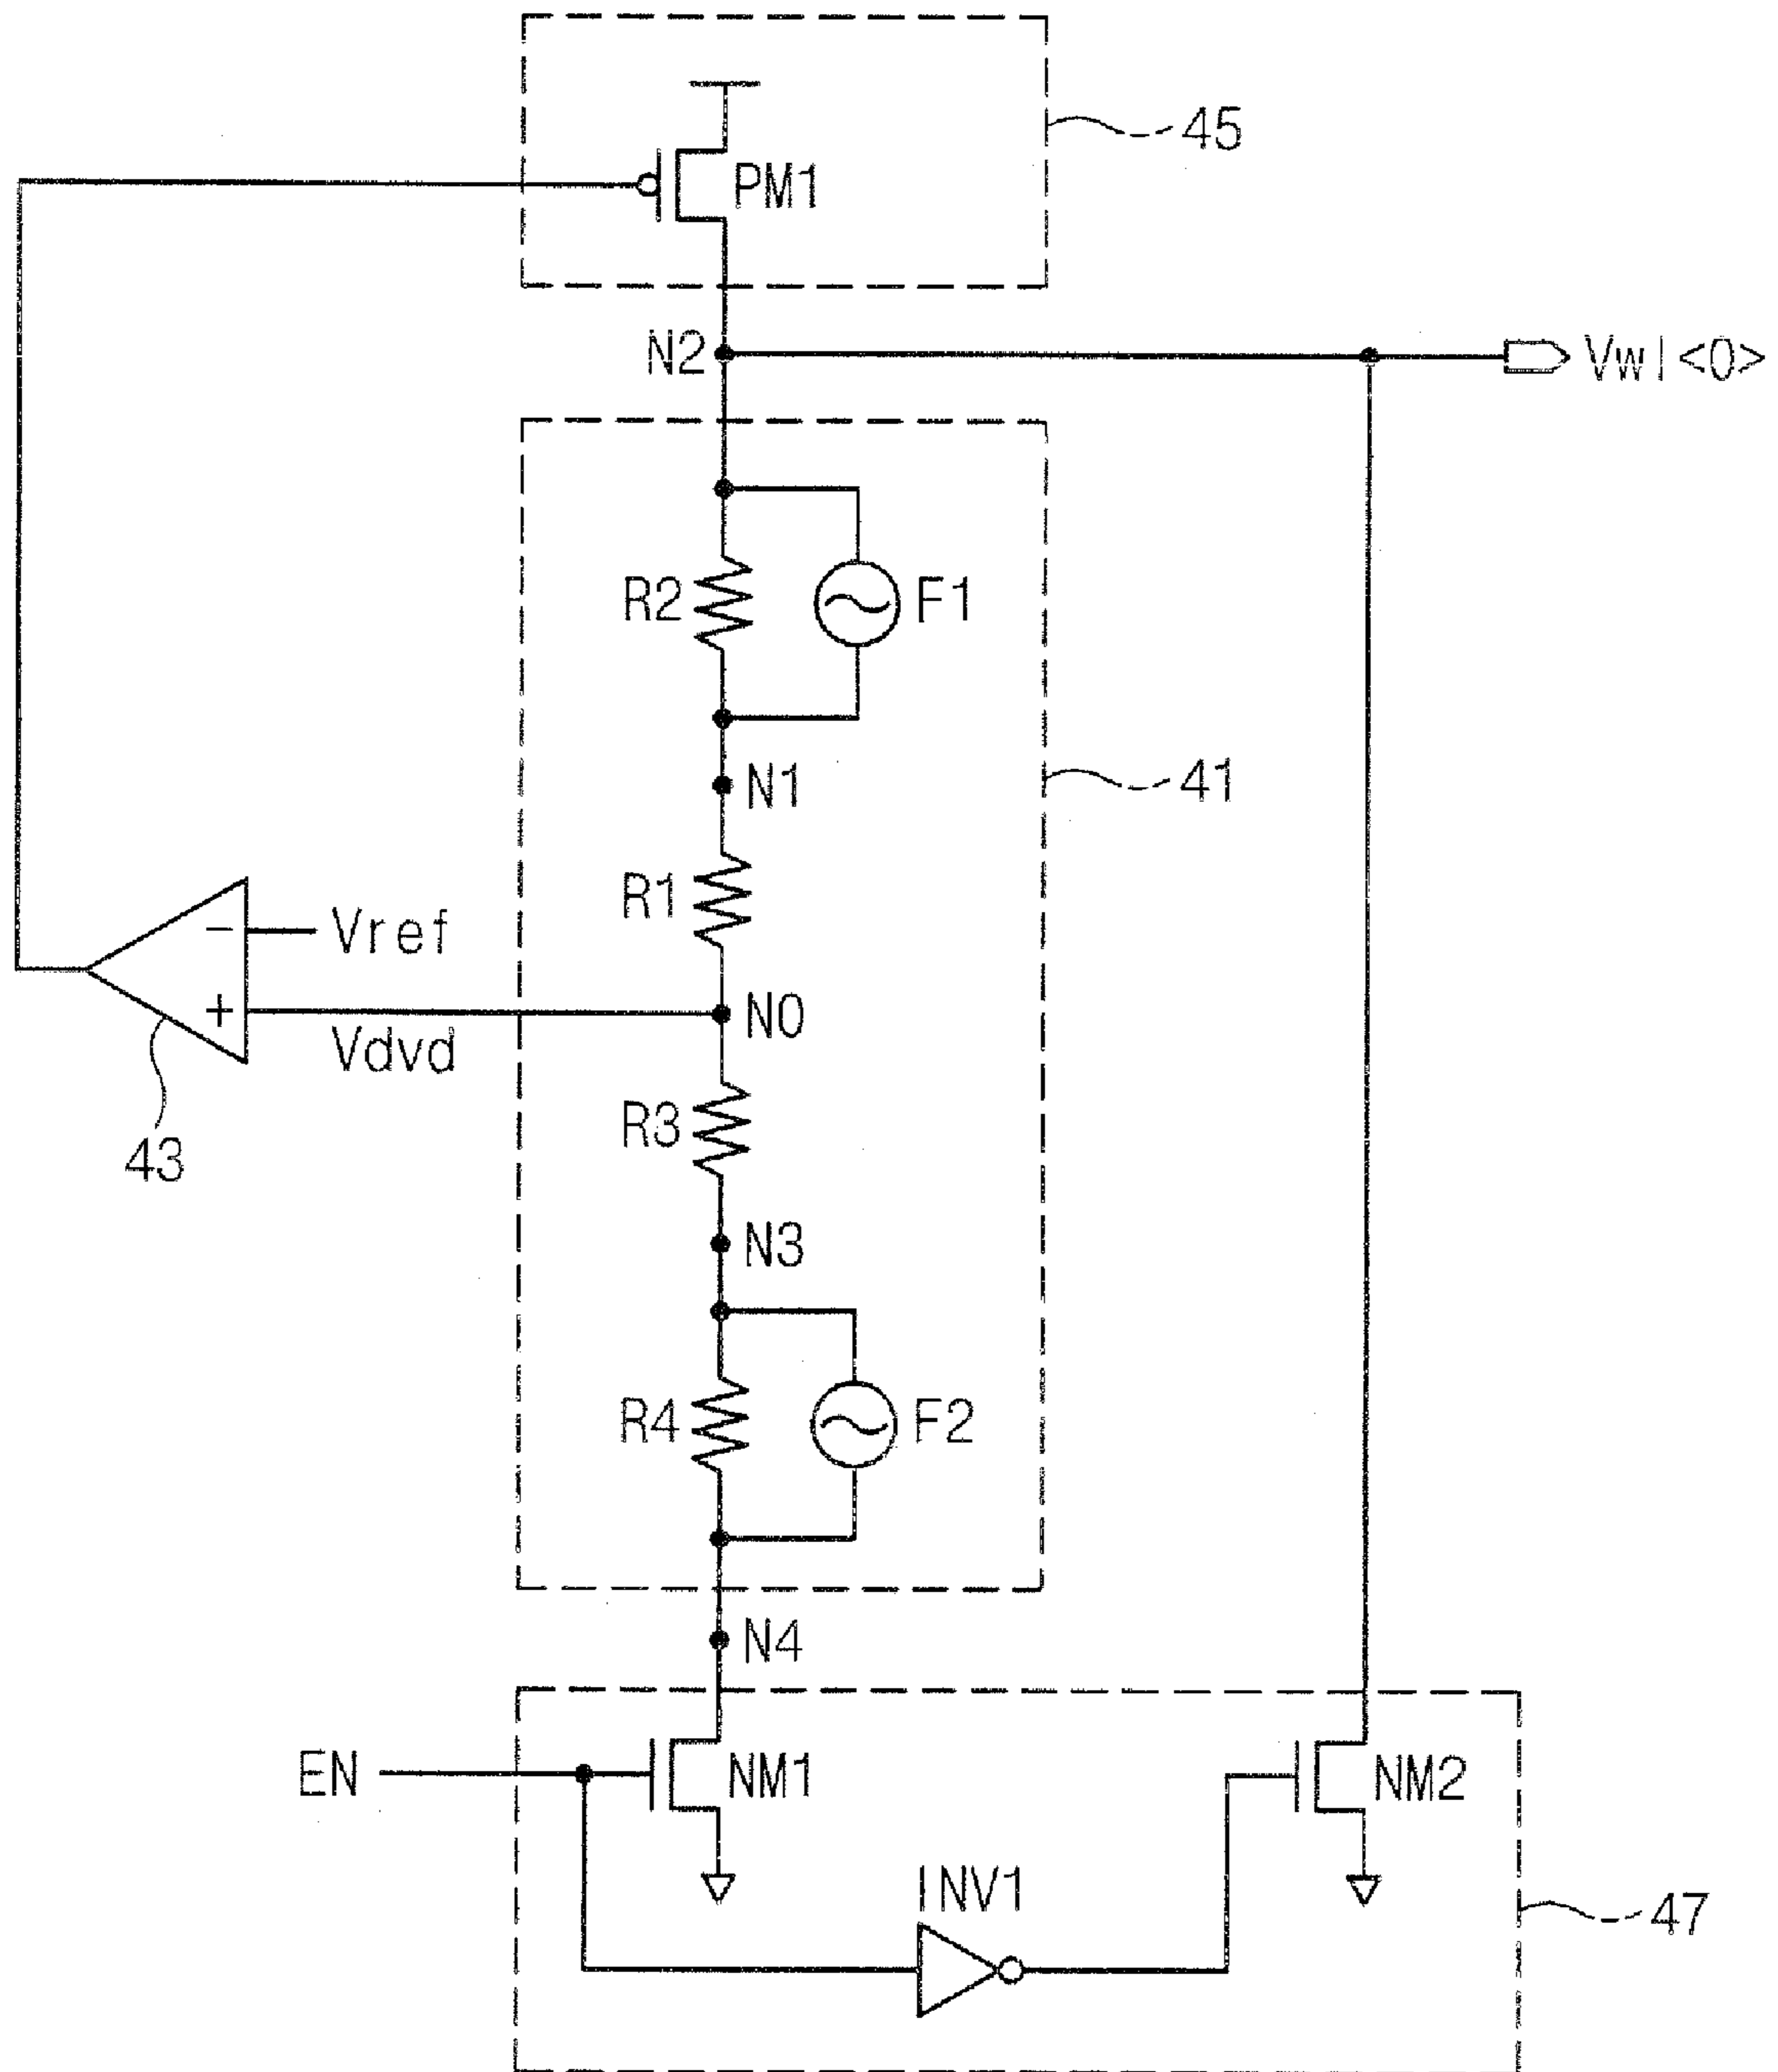 45
PM1
N2
Vwl<0>
R2
F1
N1
41
R1
−
Vref
+
N0
Vdvd
43
R3
N3
R4
F2
N4
EN
NM1
NM2
INV1
47